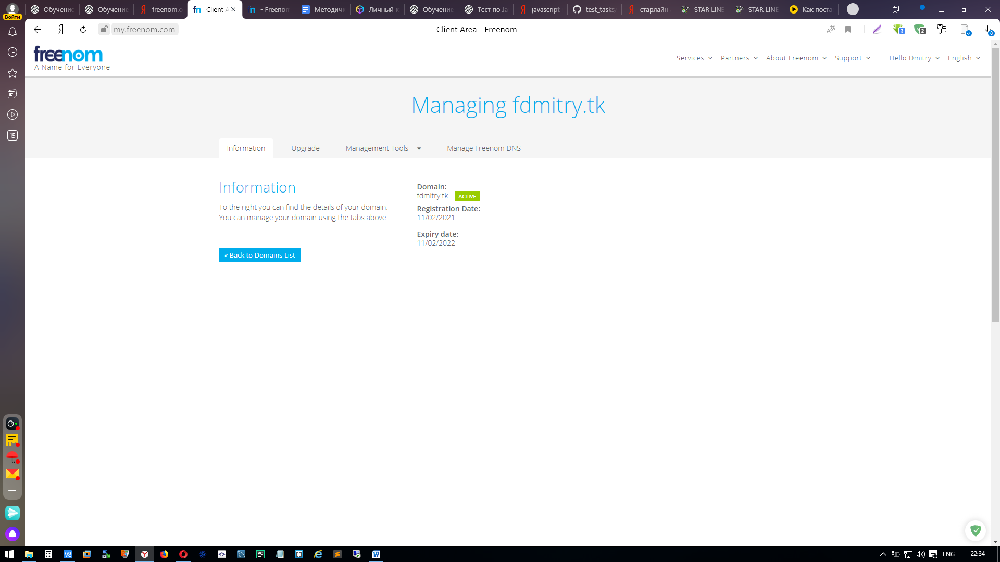 Войти
Обучение
Обучение
freenom.c
Client A
- Freenom
Методичк
Личный к
Обучение
Тест по Ja
javascript
test_tasks/
старлайн
STAR LINE
STAR LINE
Как поста
my.freenom.com
Client Area - Freenom
2
8
15
freenom
A Name for Everyone
Services
Partners
About Freenom
Support
Hello Dmitry
English
Managing fdmitry.tk
Information
Upgrade
Management Tools
Manage Freenom DNS
Information
To the right you can find the details of your domain.
You can manage your domain using the tabs above.
« Back to Domains List
Domain:
fdmitry.tk ACTIVE
Registration Date:
11/02/2021
Expiry date:
11/02/2022
ENG
22:34